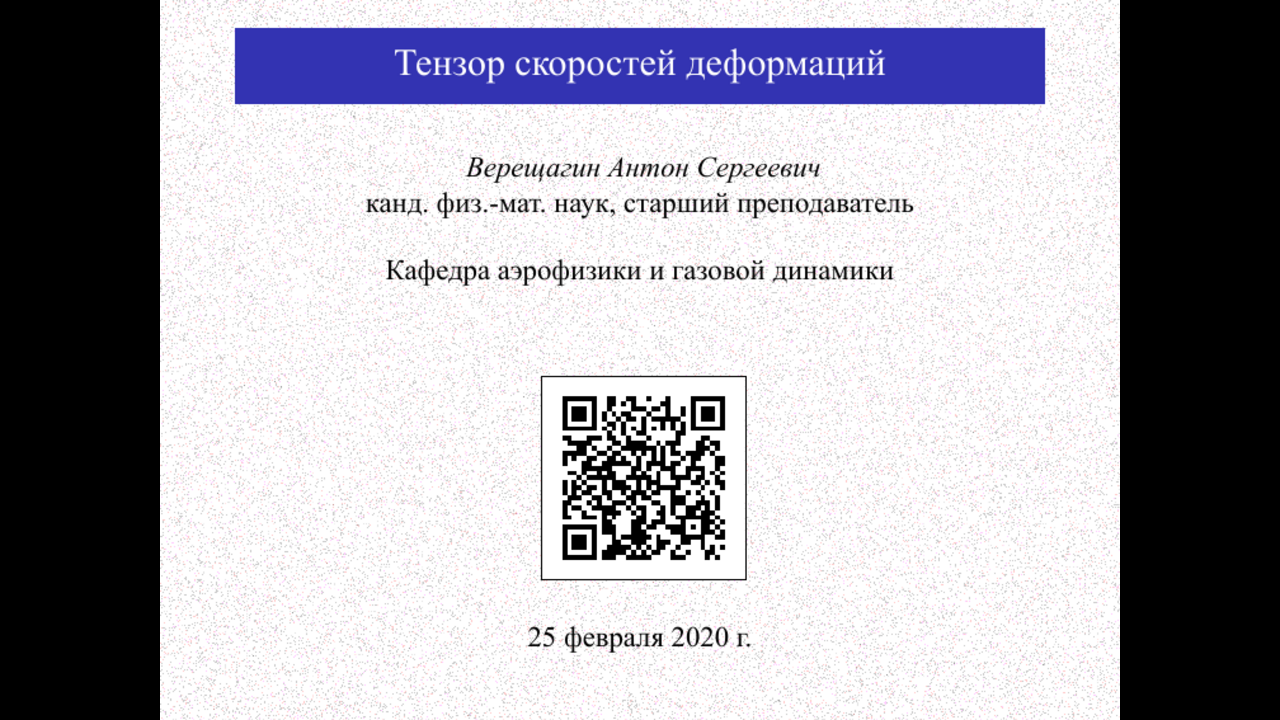 Тензор скоростей деформаций
Верещагин Антон Сергеевич
канд. физ.-мат. наук, старший преподаватель
Кафедра аэрофизики и газовой динамики
25 февраля 2020 г.